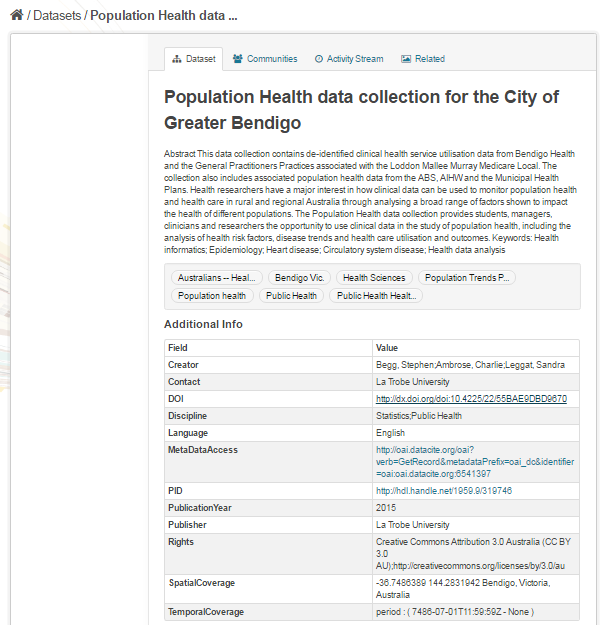 / Datasets / Population Health data ...
Dataset Communities Activity Stream Related
Population Health data collection for the City of
Greater Bendigo
Abstract This data collection contains de-identified clinical health service utilisation data from Bendigo Health
and the General Practitioners Practices associated with the Loddon Mallee Murray Medicare Local. The
collection also includes associated population health data from the ABS, AIHW and the Municipal Health
Plans. Health researchers have a major interest in how clinical data can be used to monitor population health
and health care in rural and regional Australia through analysing a broad range of factors shown to impact
the health of different populations. The Population Health data collection provides students, managers,
clinicians and researchers the opportunity to use clinical data in the study of population health, including the
analysis of health risk factors, disease trends and health care utilisation and outcomes. Keywords: Health
informatics; Epidemiology; Heart disease; Circulatory system disease; Health data analysis
Australians -- Heal... Bendigo Vic. Health Sciences Population Trends P...
Population health Public Health Public Health Healt...
Additional Info
Field Value
Creator Begg, Stephen;Ambrose, Charlie;Leggat, Sandra
Contact La Trobe University
DOI http://dx.doi.org/doi:10.4225/22/55BAE9DBD9670
Discipline Statistics;Public Health
Language English
MetaDataAccess http://oai.datacite.org/oai?
verb=GetRecord&metadataPrefix=oai_dc&identifier
=oai:oai.datacite.org:6541397
PID http://hdl.handle.net/1959.9/319746
PublicationYear 2015
Publisher La Trobe University
Rights Creative Commons Attribution 3.0 Australia (CC BY
3.0
AU);http://creativecommons.org/licenses/by/3.0/au
SpatialCoverage -36.7486389 144.2831942 Bendigo, Victoria,
Australia
TemporalCoverage period : ( 7486-07-01T11:59:59Z - None )